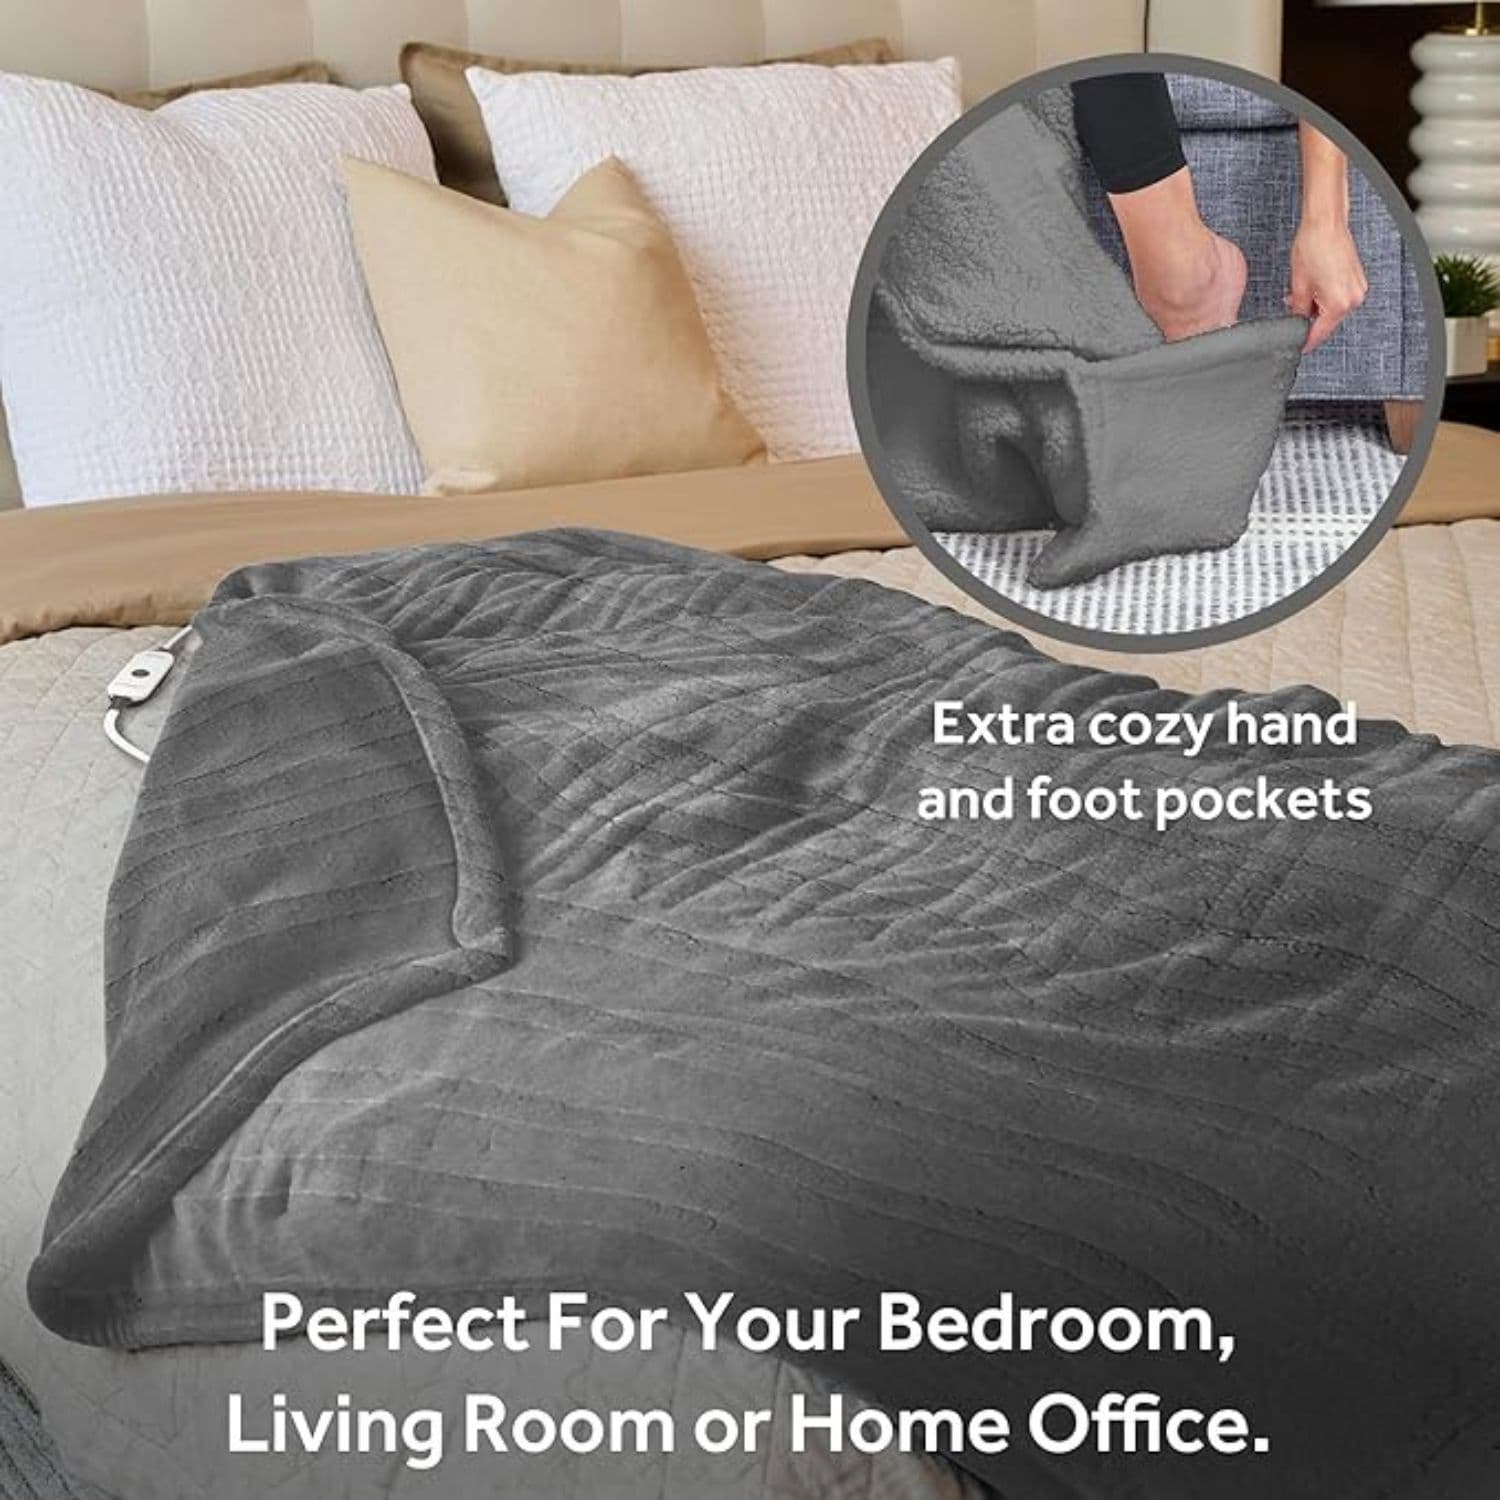 Extra cozy hand
and foot pockets
Perfect For Your Bedroom,
Living Room or Home Office.